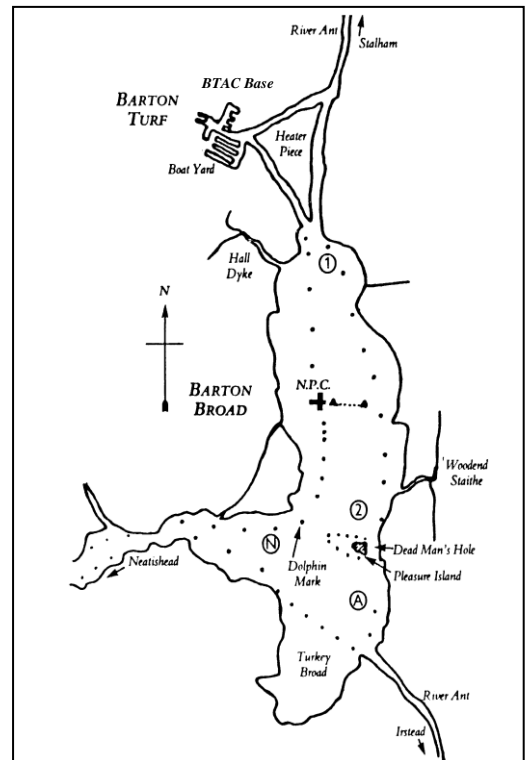 River Ant
Stalham
BTAC Base
BARTON
TURF
Heater
Piece
Boat Yard
Hall
Dyke
1
N
N.P.C.
BARTON
BROAD
Woodend
Staithe
2
N
Dead Man's Hole
Neatishead
Dolphin
Mark
Pleasure Island
A
Turkey
Broad
River Ant
Irstead